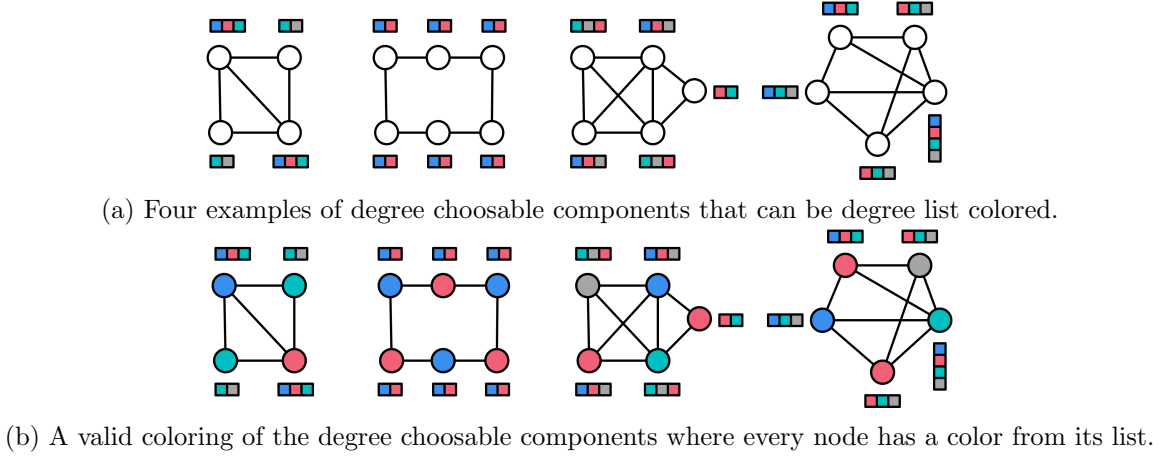 (a) Four examples of degree choosable components that can be degree list colored.
(b) A valid coloring of the degree choosable components where every node has a color from its list.